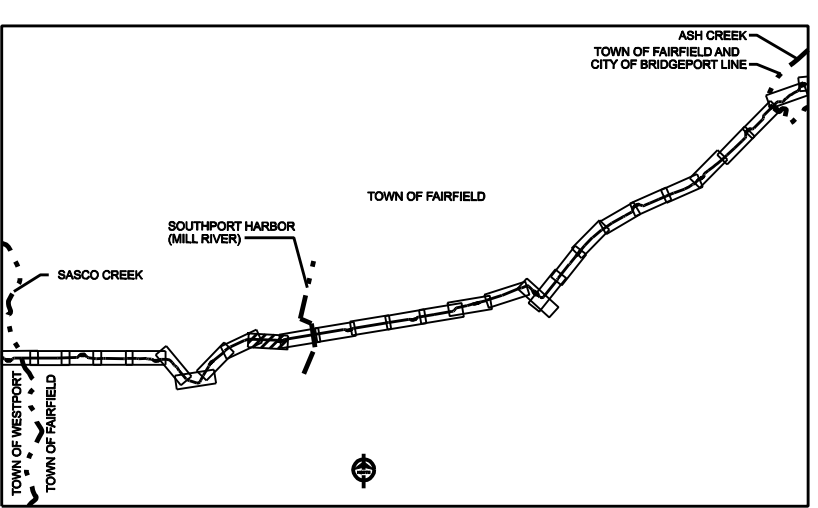 ASH CREEK
TOWN OF FAIRFIELD AND
CITY OF BRIDGEPORT LINE
TOWN OF FAIRFIELD
SOUTHPORT HARBOR
(MILL RIVER)
SASCO CREEK
TOWN OF WESTPORT
TOWN OF FAIRFIELD